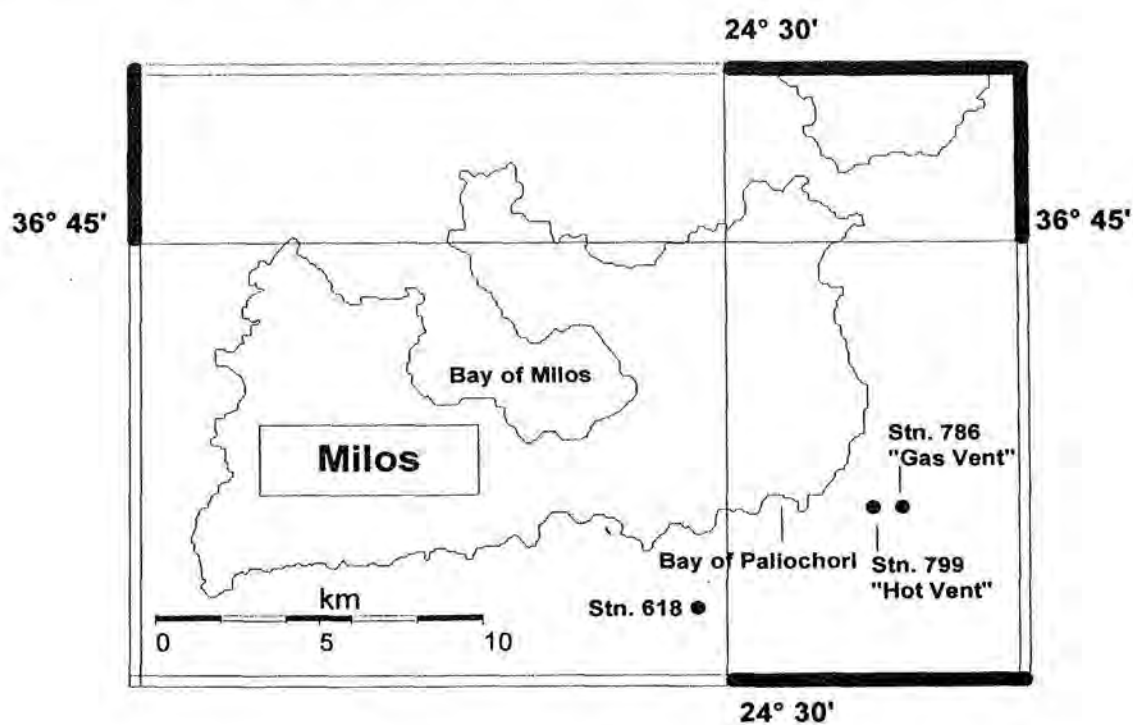 24° 30'
36° 45'
36° 45'
Bay of Milos
Milos
Stn. 786
"Gas Vent"
Bay of Paliochori
Stn. 799
"Hot Vent"
km
Stn. 618
0 5 10
24° 30'